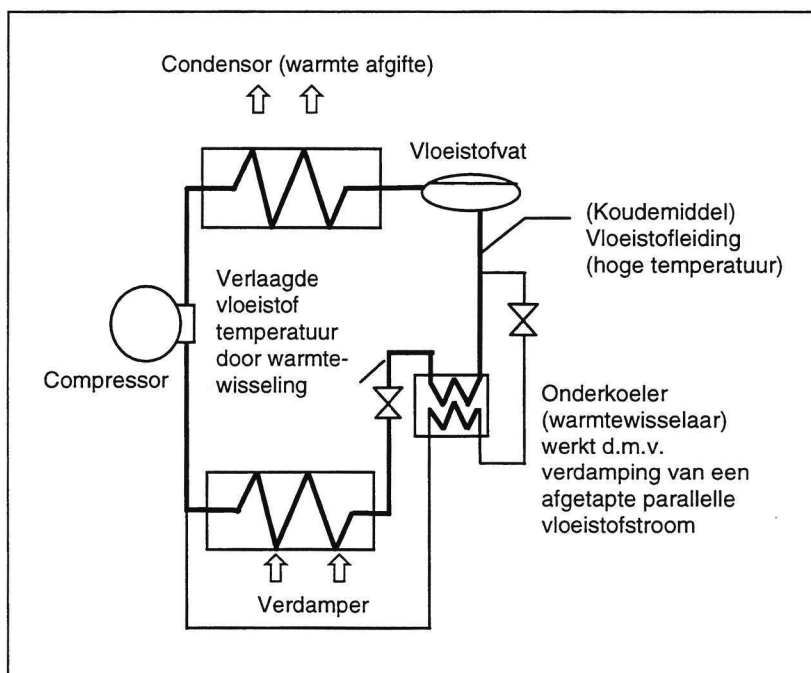 Condensor (warmte afgifte)
Vloeistofvat
(Koudemiddel)
Vloeistofleiding
(hoge temperatuur)
Verlaagde
vloeistof
temperatuur
door warmte-
wisseling
Compressor
Onderkoeler
(warmtewisselaar)
werkt d.m.v.
verdamping van een
afgetapte parallelle
vloeistofstroom
Verdamper